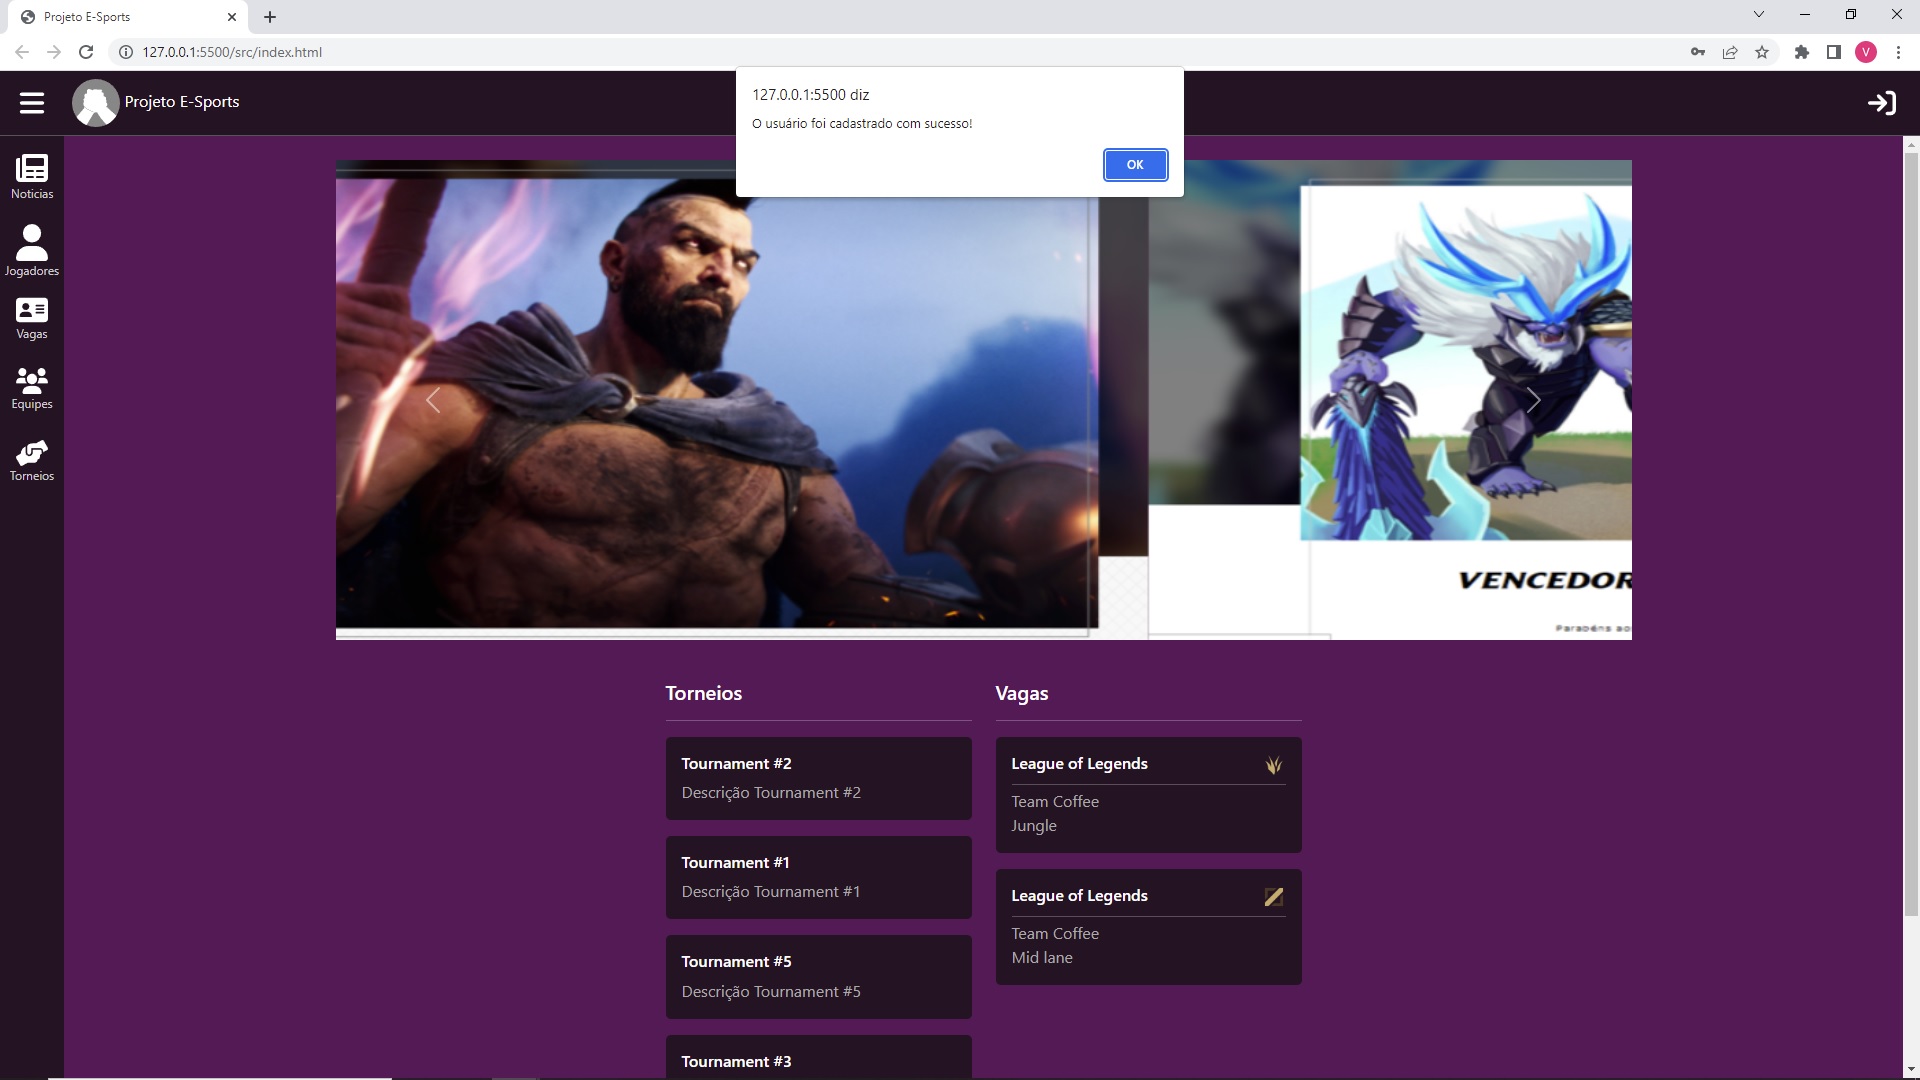 Projeto E-Sports
127.0.0.1:5500/src/index.html
V
Projeto E-Sports
127.0.0.1:5500 diz
O usuário foi cadastrado com sucesso!
OK
Noticias
Jogadores
Vagas
Equipes
Torneios
VENCEDOR
Parabéns ao
Torneios
Tournament #2
Descrição Tournament #2
Tournament #1
Descrição Tournament #1
Tournament #5
Descrição Tournament #5
Tournament #3
Vagas
League of Legends
Team Coffee
Jungle
League of Legends
Team Coffee
Mid lane